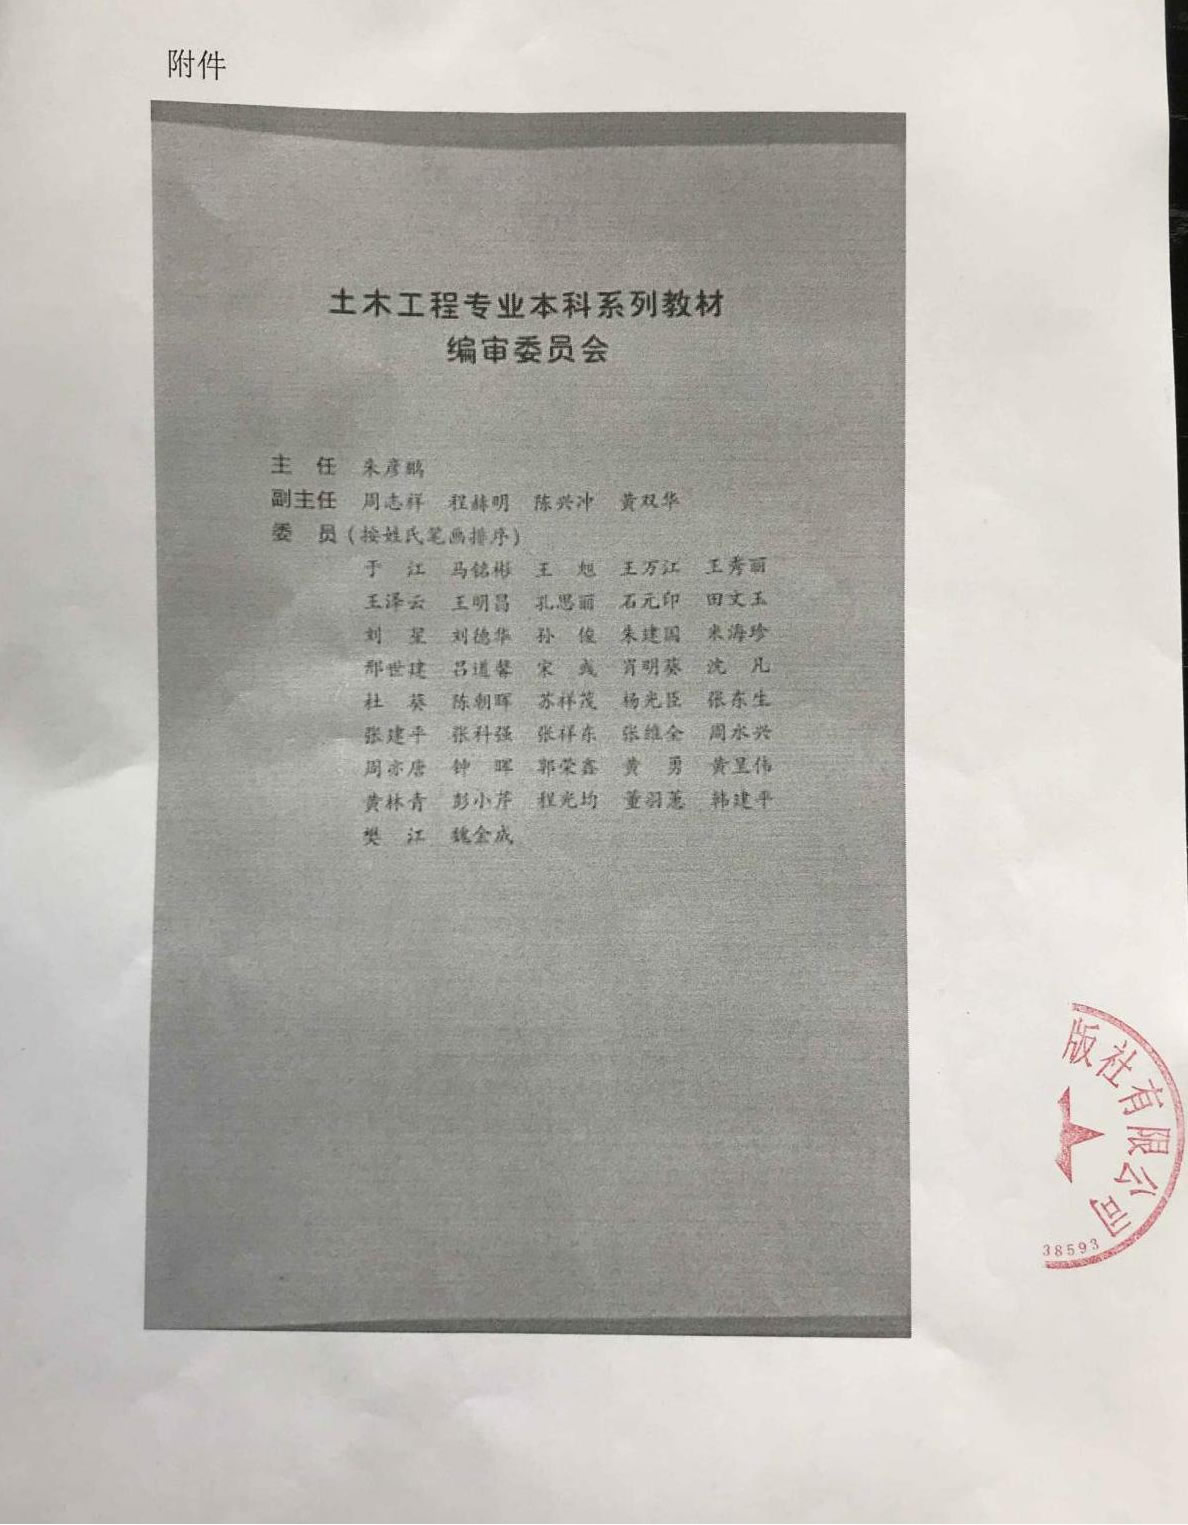 附件
土木工程专业本科系列教材
编审委员会
主 任 朱彦鹏
副主任 周志祥 程赫明 陈兴冲 黄双华
委 员(按姓氏笔画排序)
于 江 马铭彬 王 旭 王万江 王秀丽
王泽云 王明昌 孔思丽 石元印 田文玉
刘 星 刘德华 孙 俊 朱建国 米海珍
邢世建 吕道馨 宋 彧 肖明葵 沈 凡
杜 葵 陈朝晖 苏祥茂 杨光臣 张东生
张建平 张科强 张祥东 张维全 周水兴
周亦唐 钟 晖 郭荣鑫 黄 勇 黄呈伟
黄林青 彭小芹 程光均 董羽蕙 韩建平
樊 江 魏金成
版社有限公司
38593